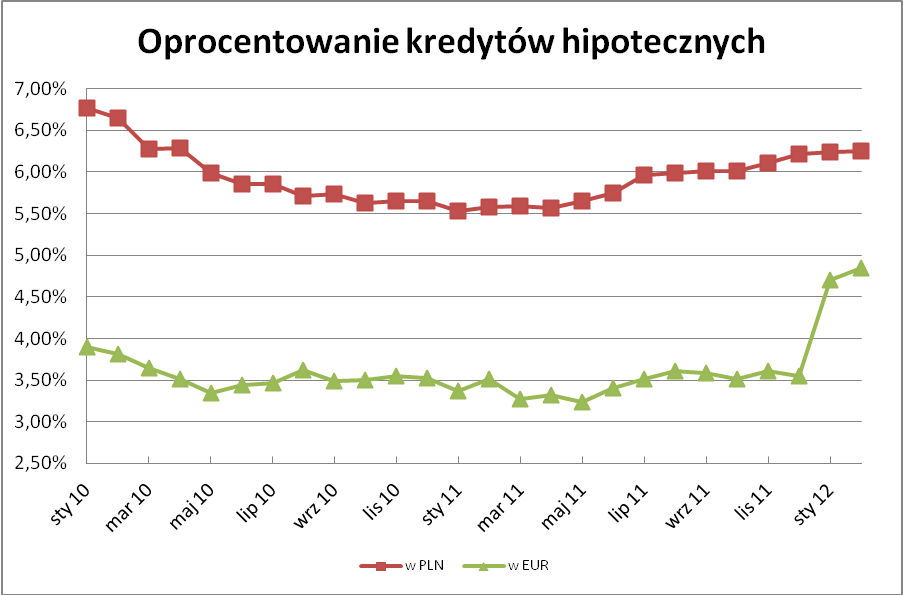 Oprocentowanie kredytów hipotecznych
7,00%
6,50%
6,00%
5,50%
5,00%
4,50%
4,00%
3,50%
3,00%
2,50%
sty 10
mar 10
maj 10
lip 10
wrz 10
lis 10
sty 11
mar 11
maj 11
lip 11
wrz 11
lis 11
sty 12
w PLN
w EUR